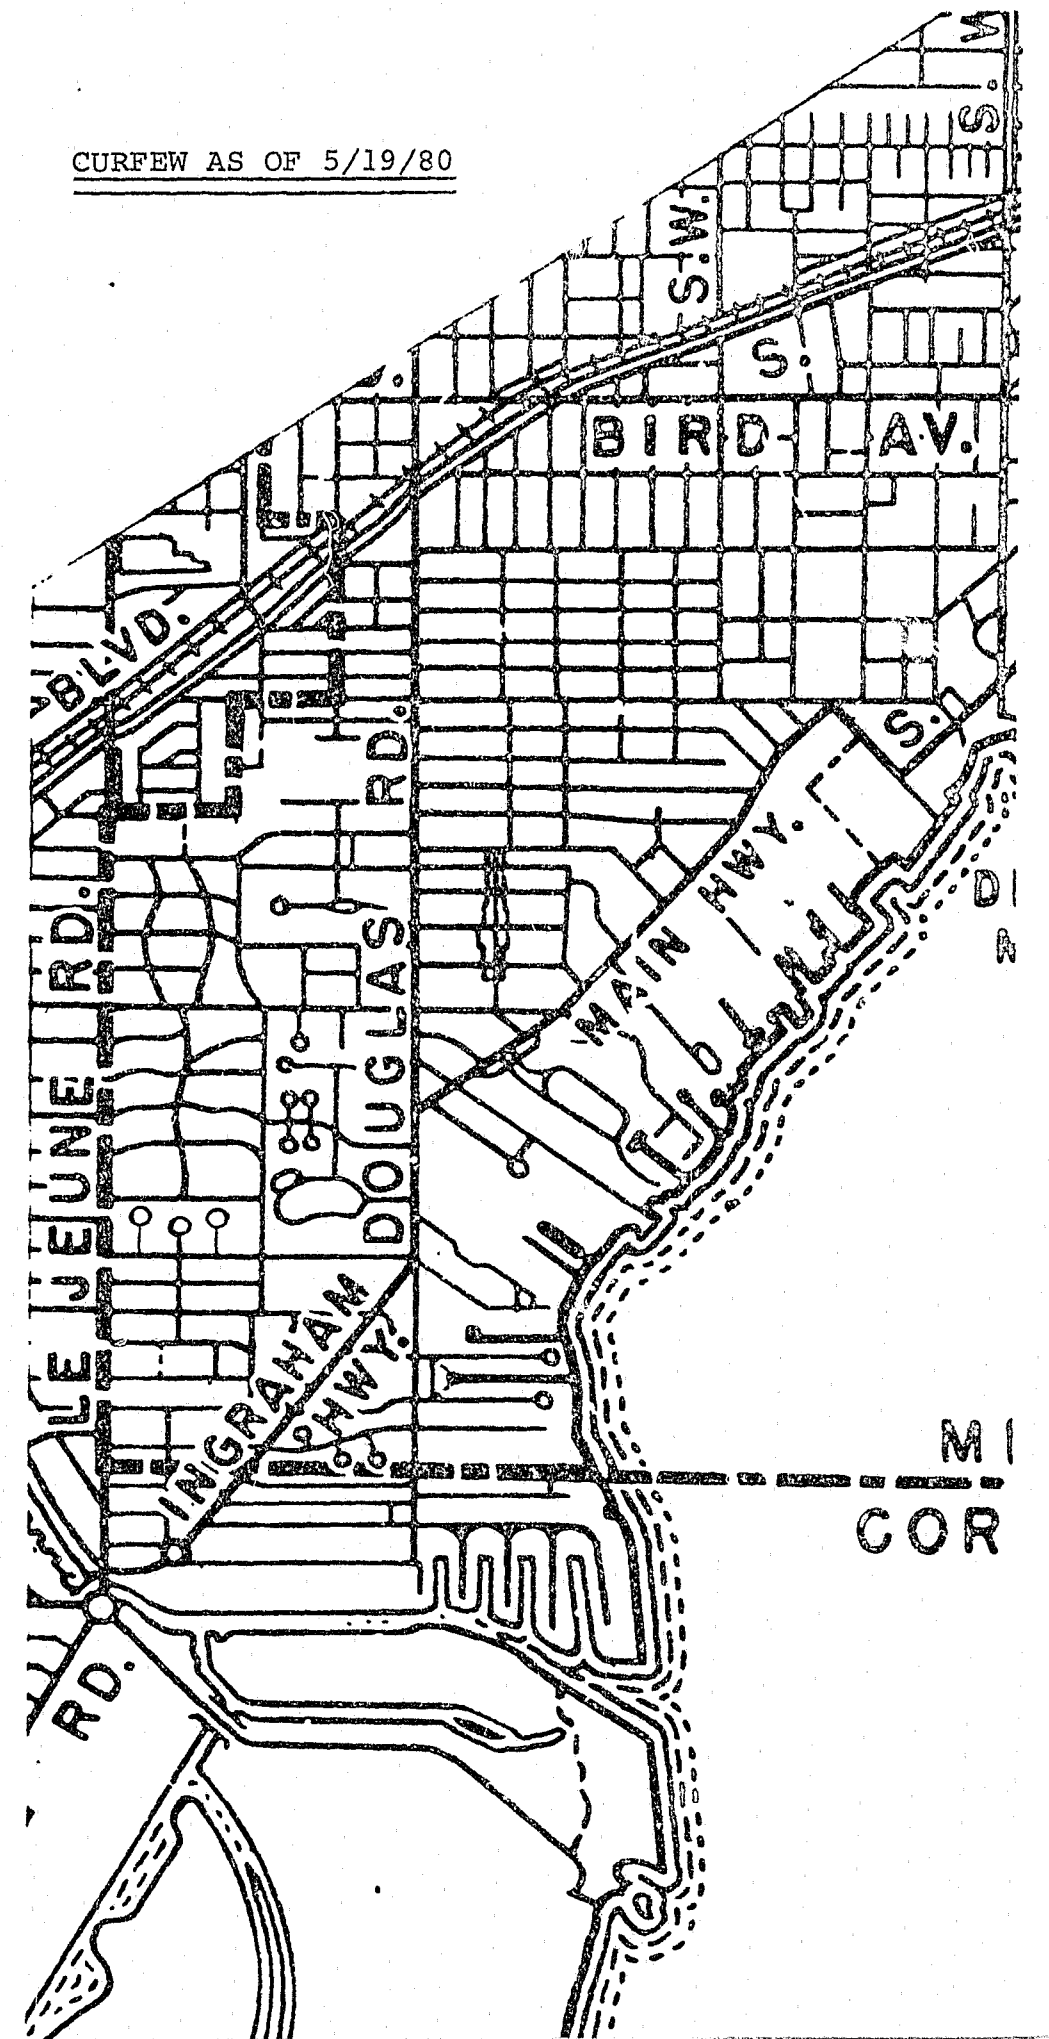 CURFEW AS OF 5/19/80
S.W.
S. 
BIRD AV.
BLVD.
S.
RD.
DOUGLAS
MAIN HWY.
LE JEUNE RD.
INGRAHAM
HWY.
MI
COR
RD.